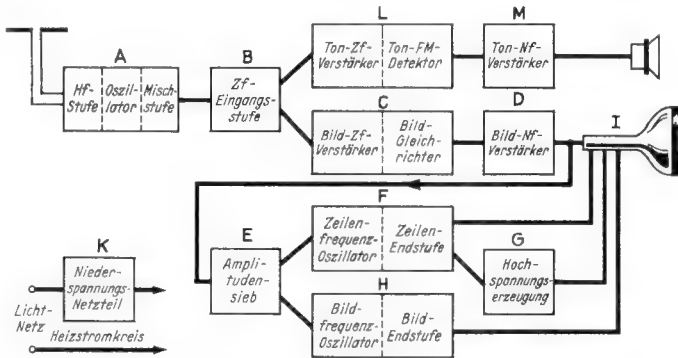 L
M
Ton-Zf-
Verstärker
Ton-FM-
Detektor
Ton-Nf-
Verstärker
A
B
Hf-
Stufe
Oszil-
lator
Misch-
stufe
Zf-
Eingangs-
stufe
C
D
I
Bild-Zf-
Verstärker
Bild-
Gleich-
richter
Bild-Nf-
Verstärker
F
E
Zeilen-
frequenz-
Oszillator
Zeilen-
Endstufe
G
Ampli-
tuden-
sieb
Hoch-
spannungs-
erzeugung
K
Nieder-
spannungs-
Netzteil
H
Bild-
frequenz-
Oszillator
Bild-
Endstufe
Licht-
Netz
Heizstromkreis